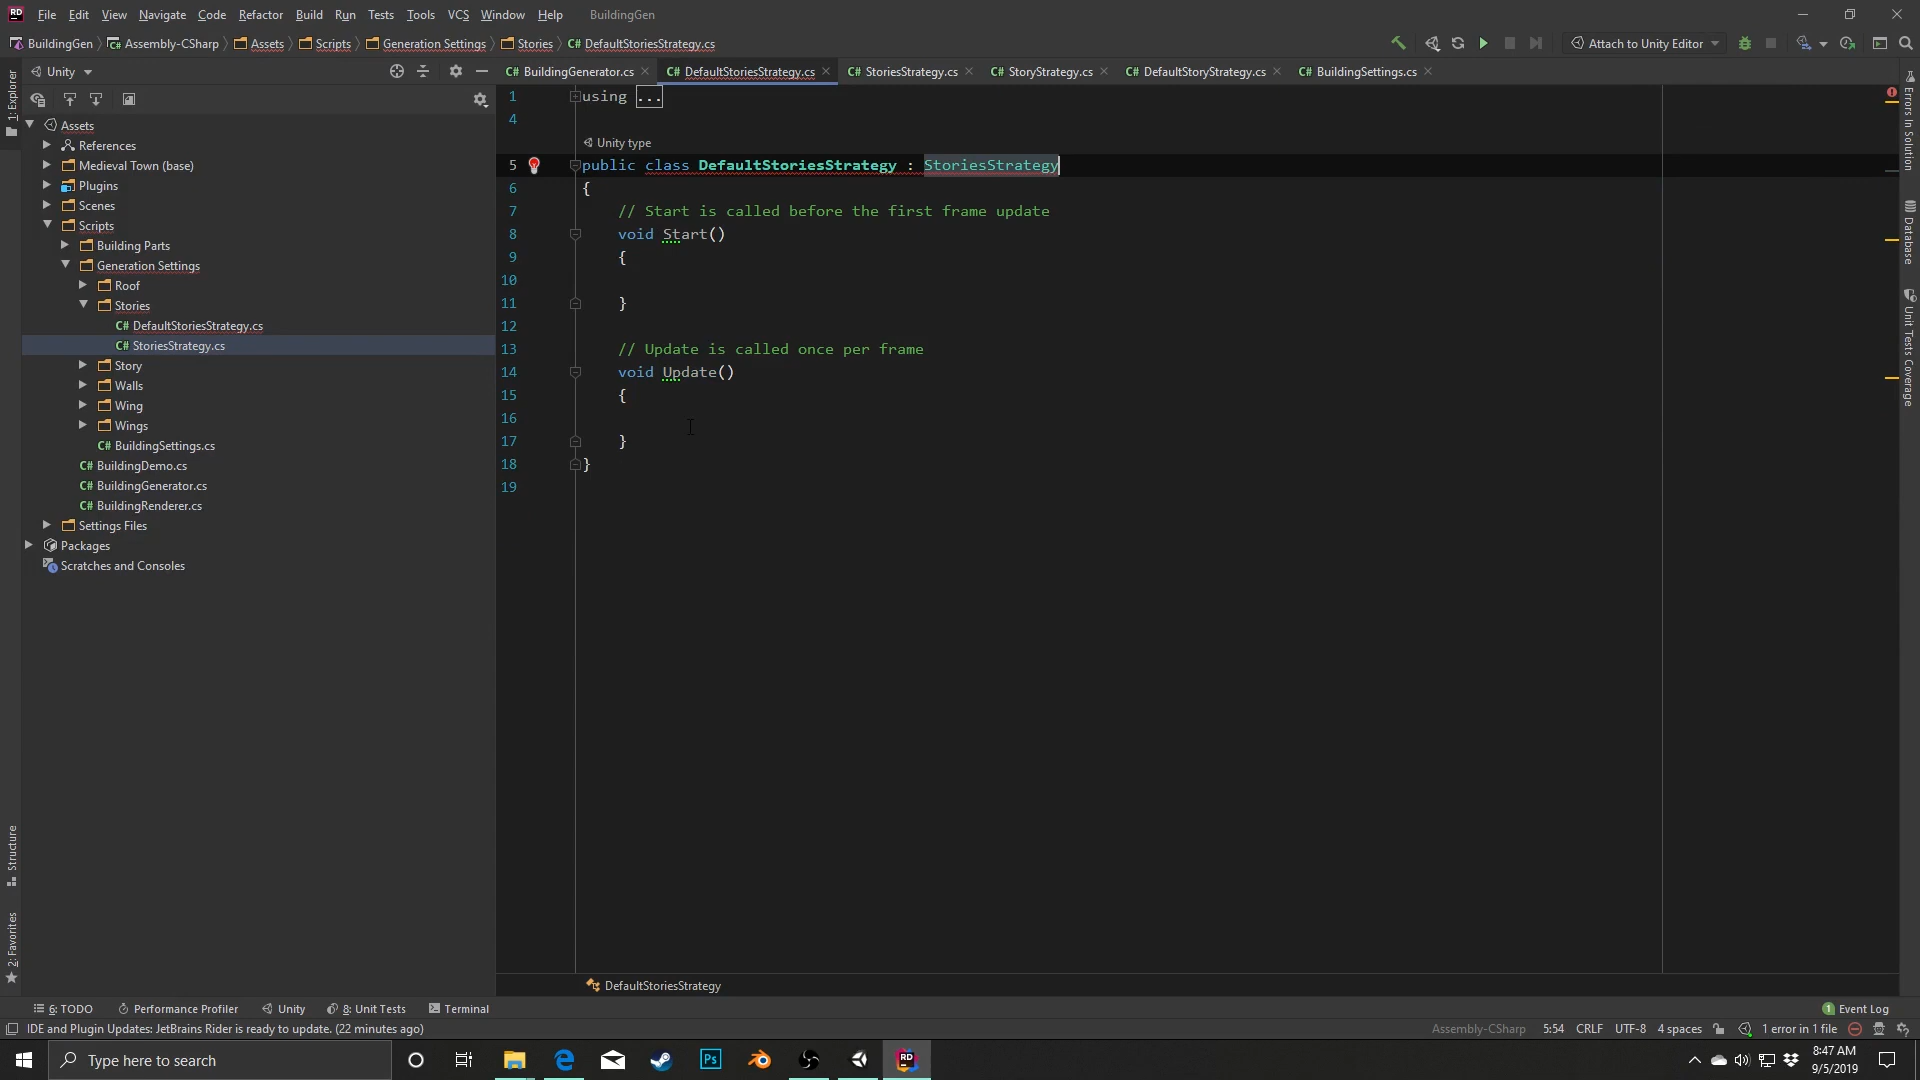 RD File Edit View Navigate Code Refactor Build Run Tests Tools VCS Window Help BuildingGen
BuildingGen Assembly-CSharp Assets Scripts Generation Settings Stories C# DefaultStoriesStrategy.cs Attach to Unity Editor
Unity
C# BuildingGenerator.cs C# DefaultStoriesStrategy.cs C# StoriesStrategy.cs C# StoryStrategy.cs C# DefaultStoryStrategy.cs C# BuildingSettings.cs
1: Explorer
Assets
References
Medieval Town (base)
Plugins
Scenes
Scripts
Building Parts
Generation Settings
Roof
Stories
C# DefaultStoriesStrategy.cs
C# StoriesStrategy.cs
Story
Walls
Wing
Wings
C# BuildingSettings.cs
C# BuildingDemo.cs
C# BuildingGenerator.cs
C# BuildingRenderer.cs
Settings Files
Packages
Scratches and Consoles
Structure
2: Favorites
1 using ...
4
Unity type
5 public class DefaultStoriesStrategy : StoriesStrategy
6 {
7 // Start is called before the first frame update
8 void Start()
9 {
10
11 }
12
13 // Update is called once per frame
14 void Update()
15 {
16
17 }
18 }
19
DefaultStoriesStrategy
Errors In Solution
Database
Unit Tests Coverage
6: TODO Performance Profiler Unity 8: Unit Tests Terminal 1 Event Log
IDE and Plugin Updates: JetBrains Rider is ready to update. (22 minutes ago) Assembly-CSharp 5:54 CRLF UTF-8 4 spaces 1 error in 1 file
Type here to search Ps RD 8:47 AM
9/5/2019